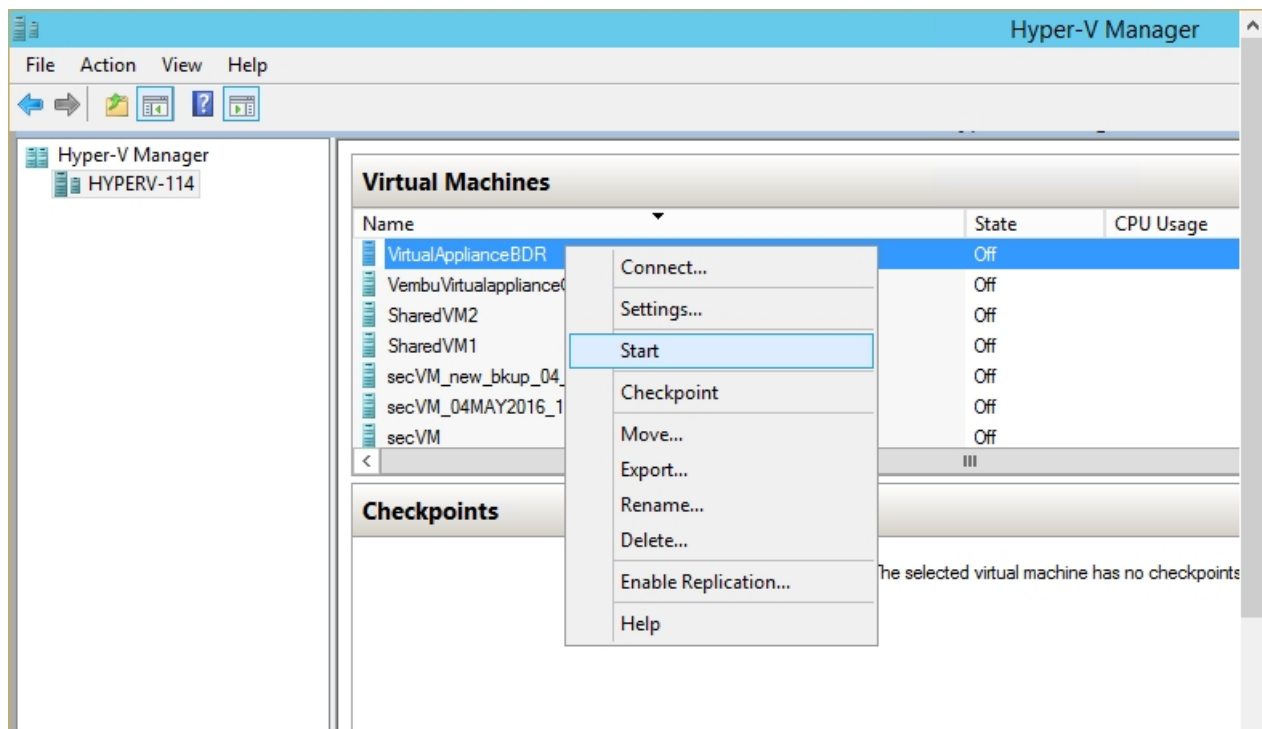 Hyper-V Manager
File Action View Help
Hyper-V Manager
HYPERV-114
Virtual Machines
Name State CPU Usage
VirtualApplianceBDR Off
VembuVirtualappliance Off
SharedVM2 Off
SharedVM1 Off
secVM_new_bkup_04_ Off
secVM_04MAY2016_1 Off
secVM Off
Connect...
Settings...
Start
Checkpoint
Move...
Export...
Rename...
Delete...
Enable Replication...
Help
Checkpoints
The selected virtual machine has no checkpoints